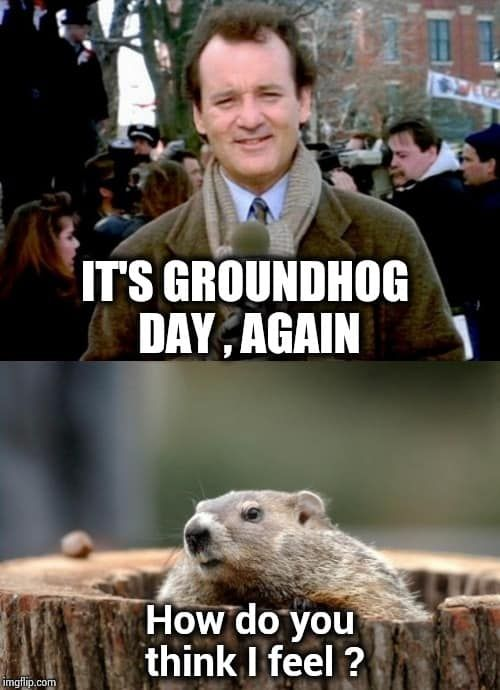 IT'S GROUNDHOG
DAY , AGAIN
How do you
think I feel ?
imgflip.com